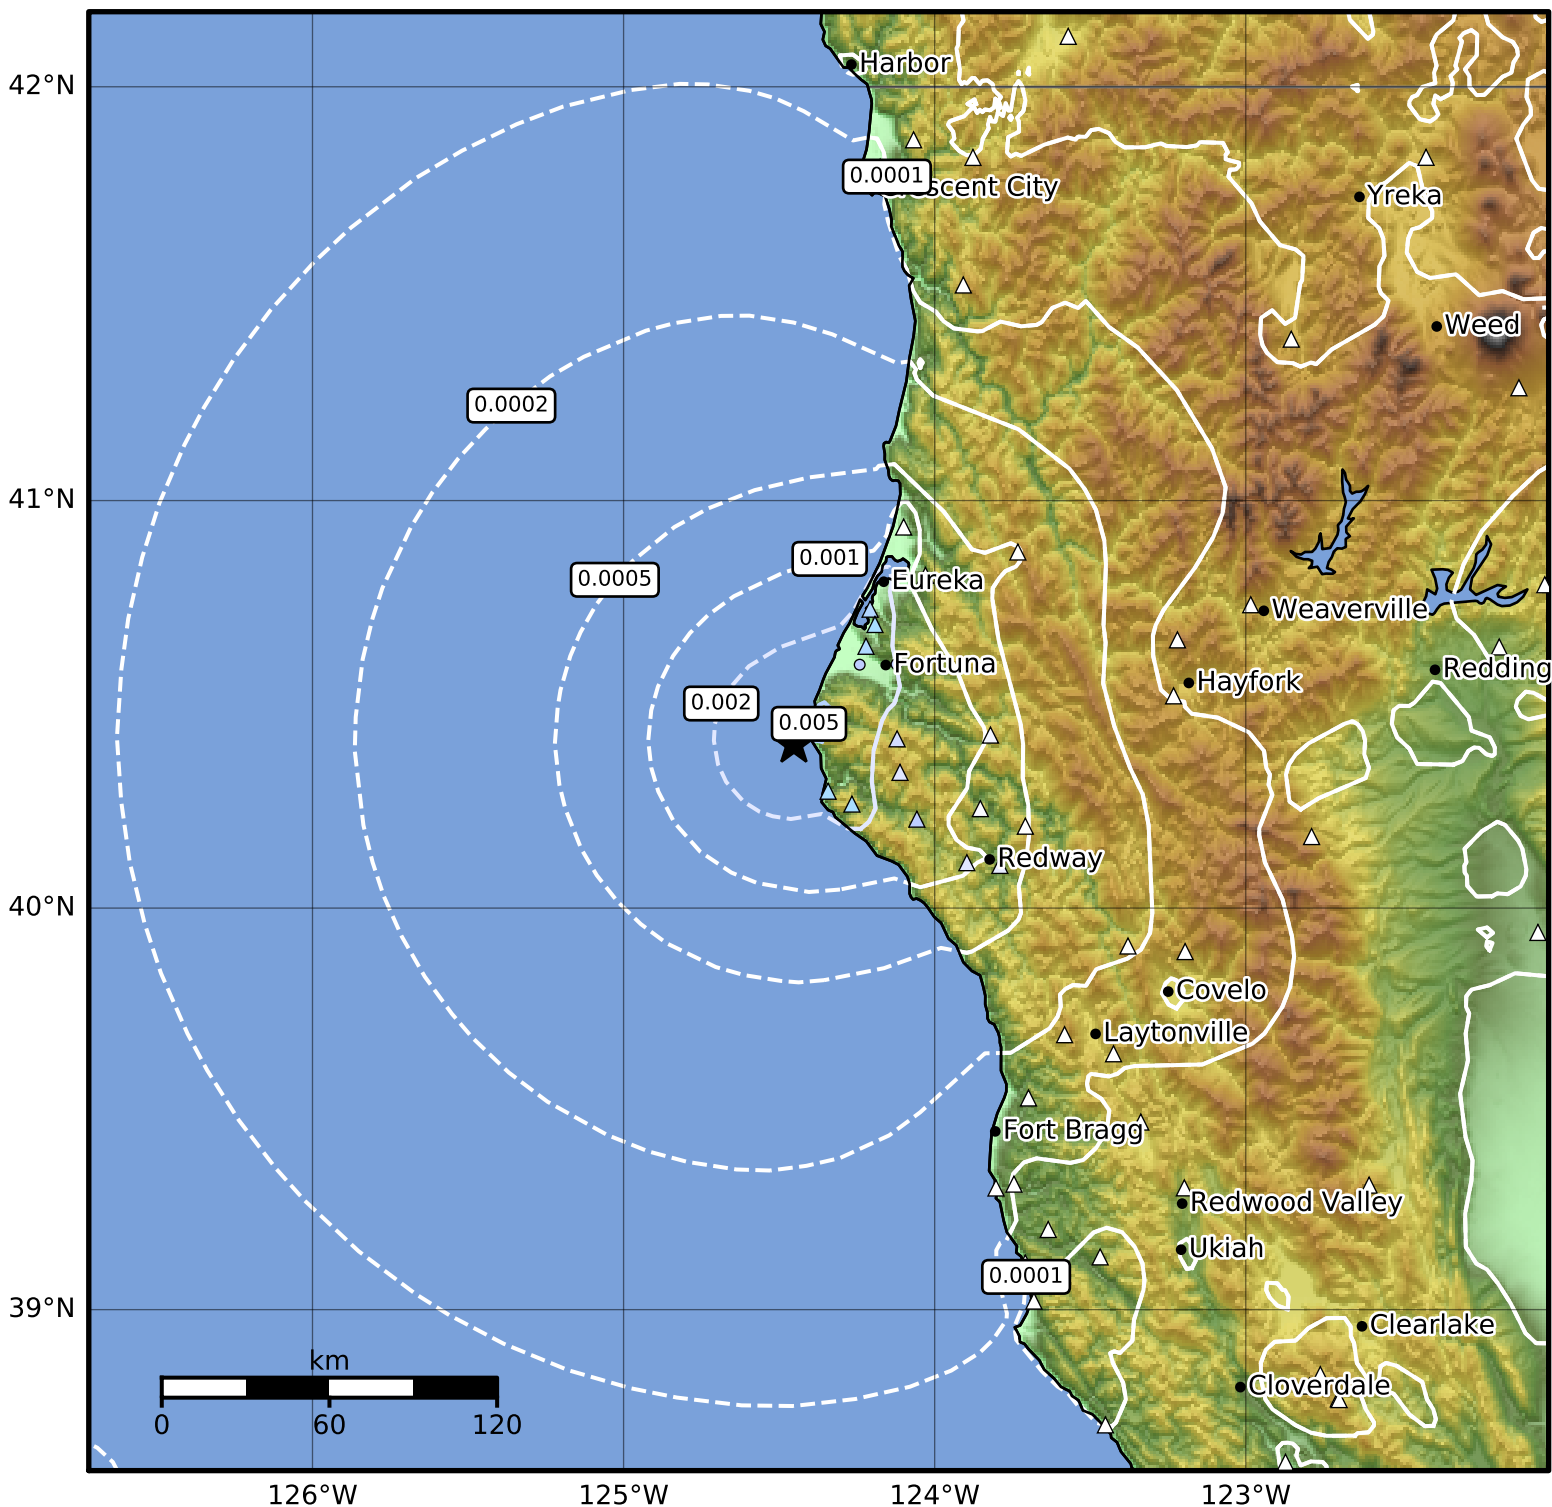 42°N
41°N
40°N
39°N
Harbor
0.0001
scent City
Yreka
Weed
0.0002
0.001
0.0005
Eureka
Weaverville
Fortuna
Redding
Hayfork
0.002
0.005
Redway
Covelo
Laytonville
Fort Bragg
Redwood Valley
Ukiah
0.0001
Clearlake
Cloverdale
km
0 60 120
126°W 125°W 124°W 123°W